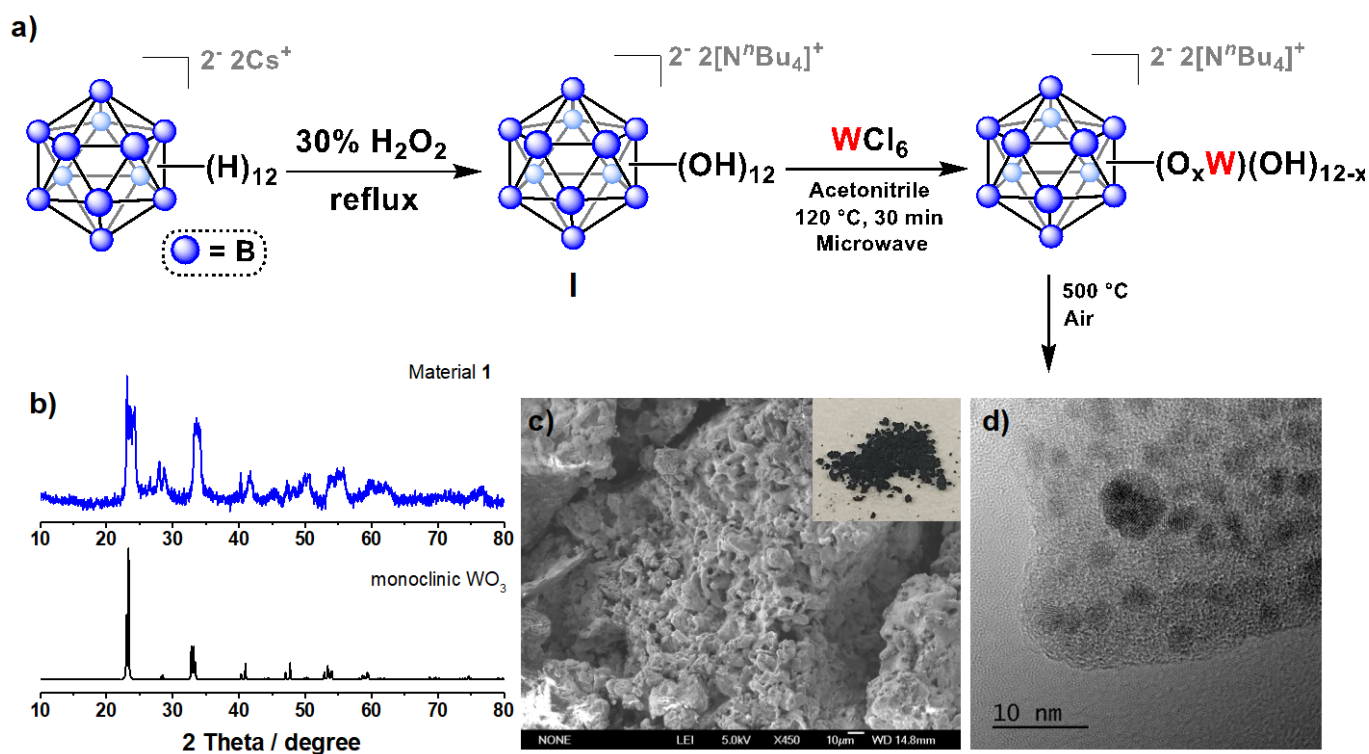 a)
2- 2Cs⁺
(H)₁₂
= B
30% H₂O₂
reflux
2- 2[NⁿBu₄]⁺
(OH)₁₂
I
WCl₆
Acetonitrile
120 °C, 30 min
Microwave
2- 2[NⁿBu₄]⁺
(OₓW)(OH)₁₂₋ₓ
500 °C
Air
b)
Material 1
10 20 30 40 50 60 70 80
monoclinic WO₃
10 20 30 40 50 60 70 80
2 Theta / degree
c)
NONE LEI 5.0kV X450 10μm WD 14.8mm
d)
10 nm